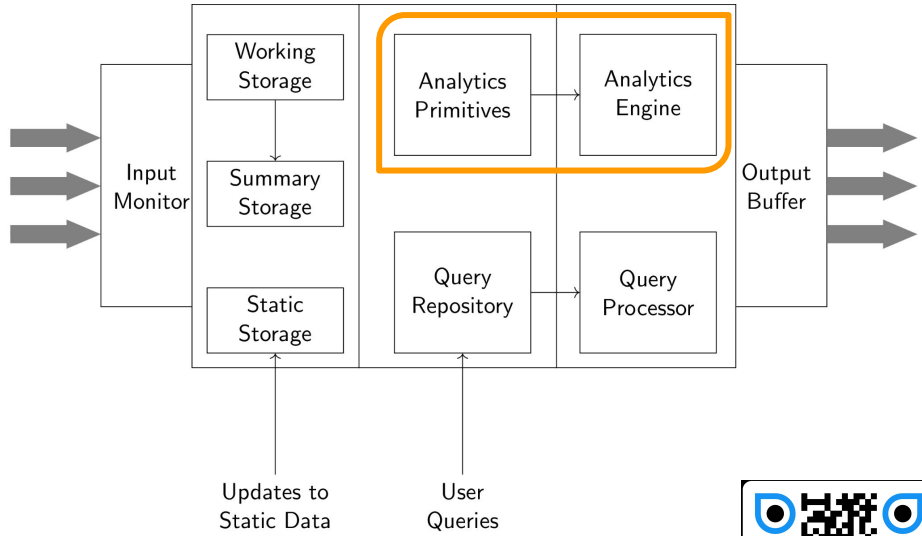 Working
Storage
Analytics
Primitives
Analytics
Engine
Input
Monitor
Summary
Storage
Output
Buffer
Static
Storage
Query
Repository
Query
Processor
Updates to
Static Data
User
Queries